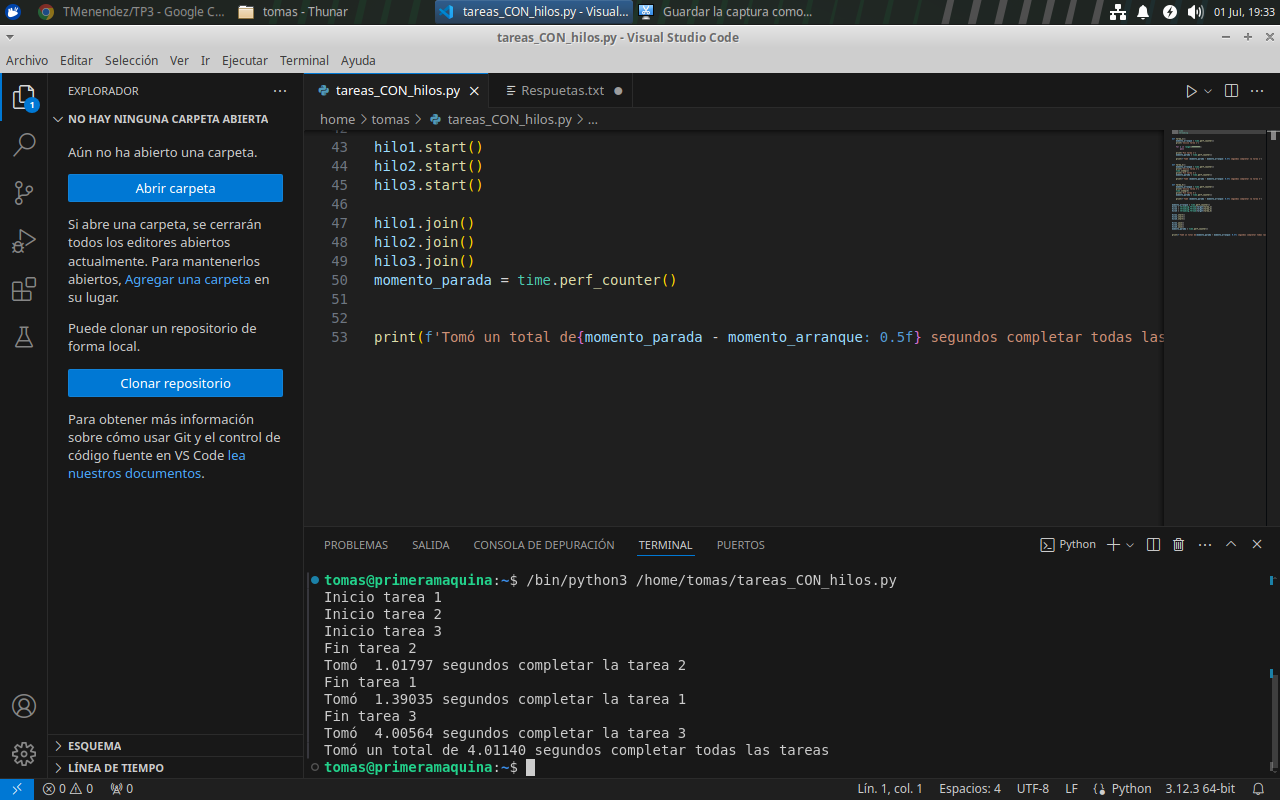 TMenendez/TP3 - Google C...
tomas - Thunar
tareas_CON_hilos.py - Visual...
Guardar la captura como...
01 Jul, 19:33
tareas_CON_hilos.py - Visual Studio Code
Archivo Editar Selección Ver Ir Ejecutar Terminal Ayuda
1
EXPLORADOR
NO HAY NINGUNA CARPETA ABIERTA
Aún no ha abierto una carpeta.
Abrir carpeta
Si abre una carpeta, se cerrarán
todos los editores abiertos
actualmente. Para mantenerlos
abiertos, Agregar una carpeta en
su lugar.
Puede clonar un repositorio de
forma local.
Clonar repositorio
Para obtener más información
sobre cómo usar Git y el control de
código fuente en VS Code lea
nuestros documentos.
ESQUEMA
LÍNEA DE TIEMPO
tareas_CON_hilos.py
Respuetas.txt
home > tomas > tareas_CON_hilos.py > ...
42
43 hilo1.start()
44 hilo2.start()
45 hilo3.start()
46
47 hilo1.join()
48 hilo2.join()
49 hilo3.join()
50 momento_parada = time.perf_counter()
51
52
53 print(f'Tomó un total de{momento_parada - momento_arranque: 0.5f} segundos completar todas las
PROBLEMAS SALIDA CONSOLA DE DEPURACIÓN TERMINAL PUERTOS
Python
tomas@primeramaquina:~$ /bin/python3 /home/tomas/tareas_CON_hilos.py
Inicio tarea 1
Inicio tarea 2
Inicio tarea 3
Fin tarea 2
Tomó  1.01797 segundos completar la tarea 2
Fin tarea 1
Tomó  1.39035 segundos completar la tarea 1
Fin tarea 3
Tomó  4.00564 segundos completar la tarea 3
Tomó un total de 4.01140 segundos completar todas las tareas
tomas@primeramaquina:~$
0 0 0
Lín. 1, col. 1 Espacios: 4 UTF-8 LF Python 3.12.3 64-bit